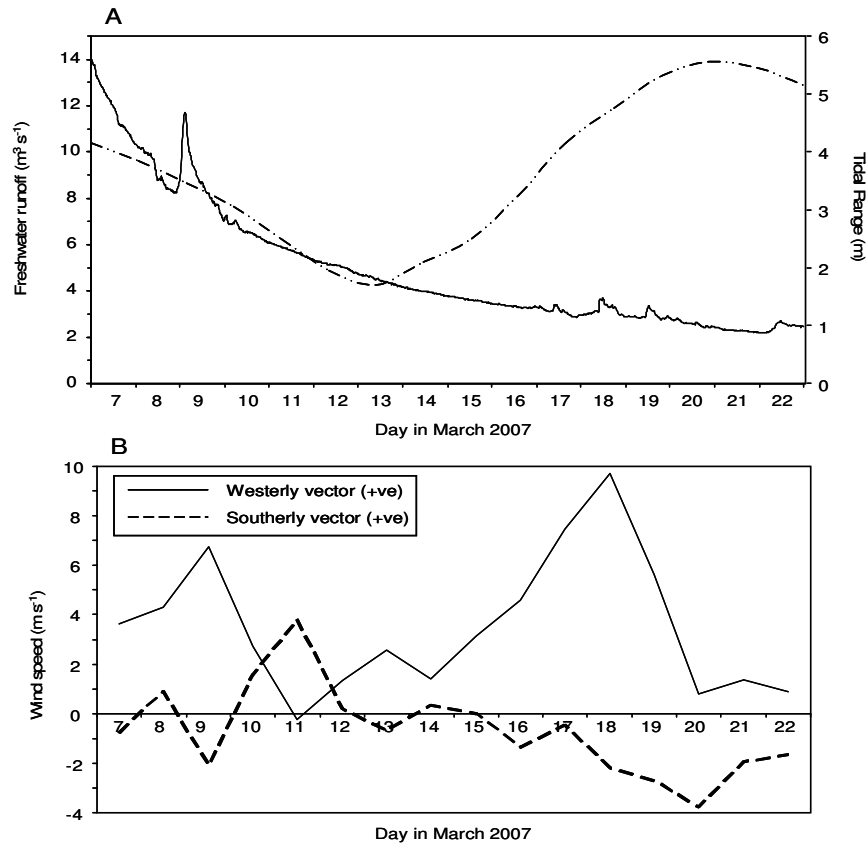 A
14
12
10
8
6
4
2
0
Freshwater runoff (m³ s⁻¹)
6
5
4
3
2
1
0
Tidal Range (m)
7 8 9 10 11 12 13 14 15 16 17 18 19 20 21 22
Day in March 2007
B
10
8
6
4
2
0
-2
-4
Wind speed (m s⁻¹)
Westerly vector (+ve)
Southerly vector (+ve)
7 8 9 10 11 12 13 14 15 16 17 18 19 20 21 22
Day in March 2007